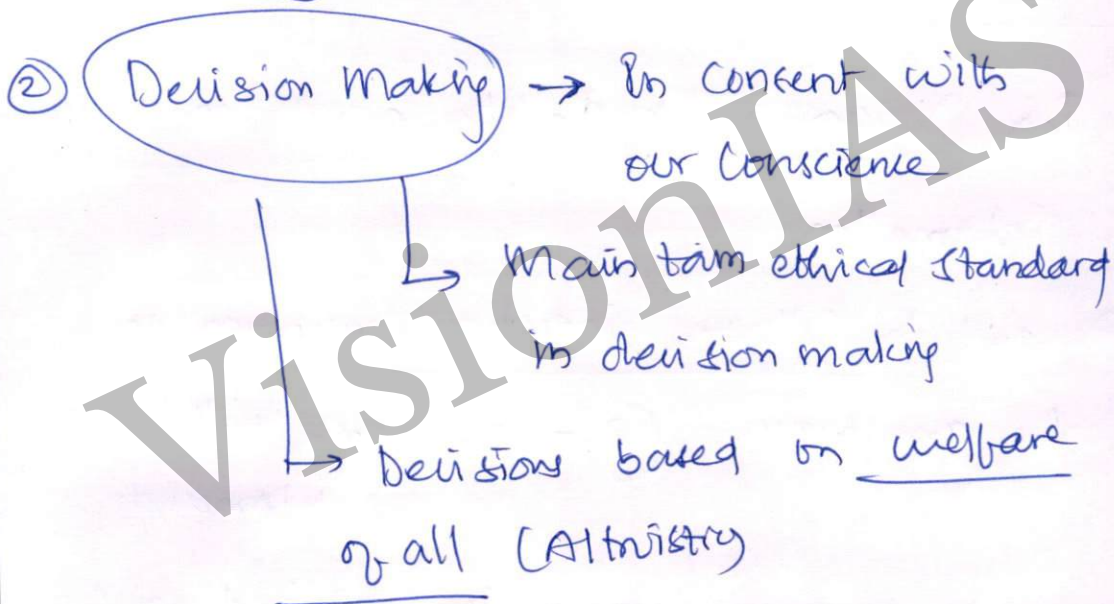 ② Decision Making → In consent with
our Conscience
↳ Maintain ethical standard
in decision making
↳ Decisions based on welfare
of all (Altruistry
VisionIAS